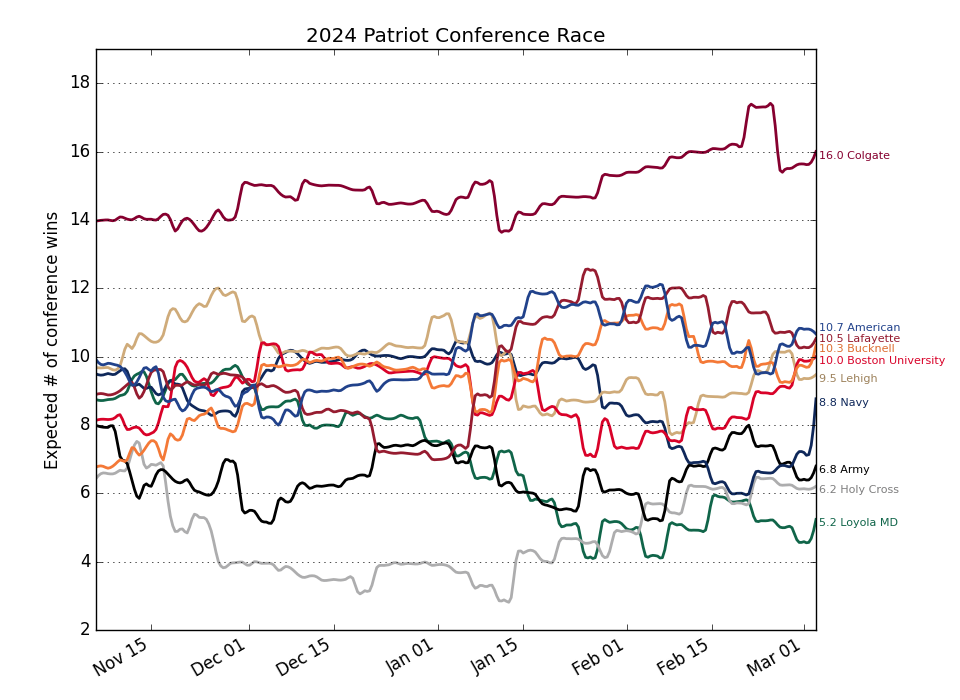 2024 Patriot Conference Race
Expected # of conference wins
18
16
14
12
10
8
6
4
2
Nov 15
Dec 01
Dec 15
Jan 01
Jan 15
Feb 01
Feb 15
Mar 01
16.0 Colgate
10.7 American
10.5 Lafayette
10.3 Bucknell
10.0 Boston University
9.5 Lehigh
8.8 Navy
6.8 Army
6.2 Holy Cross
5.2 Loyola MD